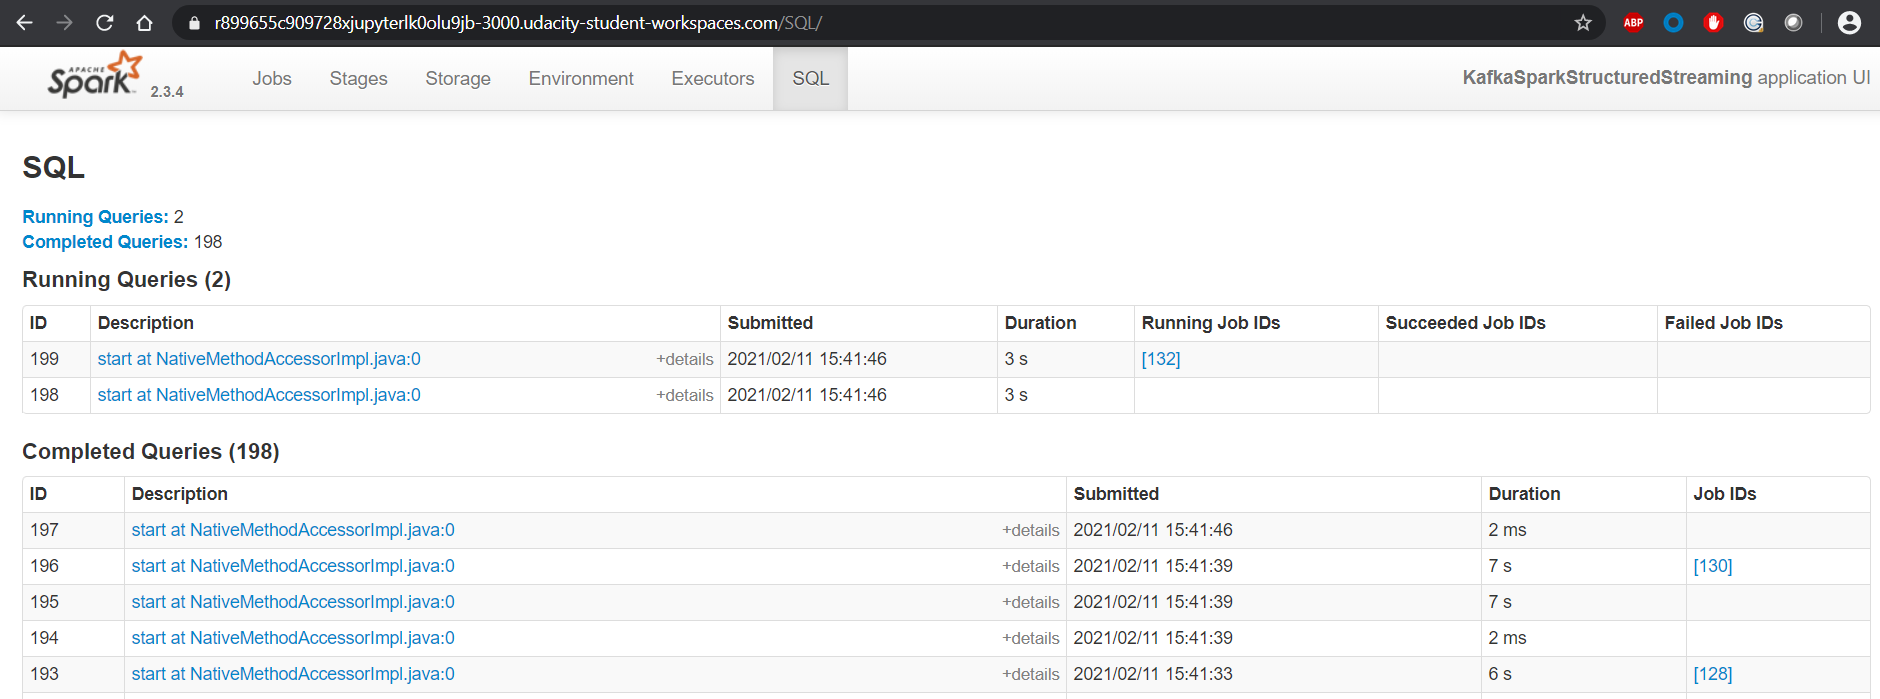 r899655c909728xjupyterlk0olu9jb-3000.udacity-student-workspaces.com/SQL/
ABP
APACHE Spark 2.3.4 Jobs Stages Storage Environment Executors SQL KafkaSparkStructuredStreaming application UI
SQL
Running Queries: 2
Completed Queries: 198
Running Queries (2)
ID Description Submitted Duration Running Job IDs Succeeded Job IDs Failed Job IDs
199 start at NativeMethodAccessorImpl.java:0 +details 2021/02/11 15:41:46 3 s [132]
198 start at NativeMethodAccessorImpl.java:0 +details 2021/02/11 15:41:46 3 s
Completed Queries (198)
ID Description Submitted Duration Job IDs
197 start at NativeMethodAccessorImpl.java:0 +details 2021/02/11 15:41:46 2 ms
196 start at NativeMethodAccessorImpl.java:0 +details 2021/02/11 15:41:39 7 s [130]
195 start at NativeMethodAccessorImpl.java:0 +details 2021/02/11 15:41:39 7 s
194 start at NativeMethodAccessorImpl.java:0 +details 2021/02/11 15:41:39 2 ms
193 start at NativeMethodAccessorImpl.java:0 +details 2021/02/11 15:41:33 6 s [128]